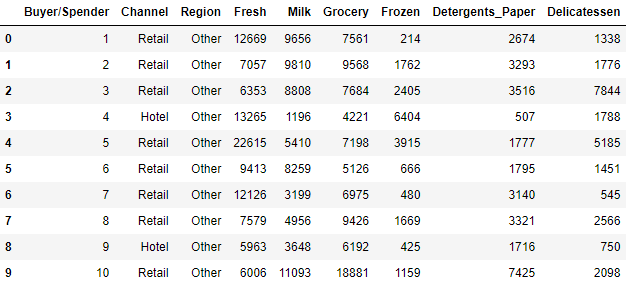 Buyer/Spender Channel Region Fresh Milk Grocery Frozen Detergents_Paper Delicatessen
0 1 Retail Other 12669 9656 7561 214 2674 1338
1 2 Retail Other 7057 9810 9568 1762 3293 1776
2 3 Retail Other 6353 8808 7684 2405 3516 7844
3 4 Hotel Other 13265 1196 4221 6404 507 1788
4 5 Retail Other 22615 5410 7198 3915 1777 5185
5 6 Retail Other 9413 8259 5126 666 1795 1451
6 7 Retail Other 12126 3199 6975 480 3140 545
7 8 Retail Other 7579 4956 9426 1669 3321 2566
8 9 Hotel Other 5963 3648 6192 425 1716 750
9 10 Retail Other 6006 11093 18881 1159 7425 2098